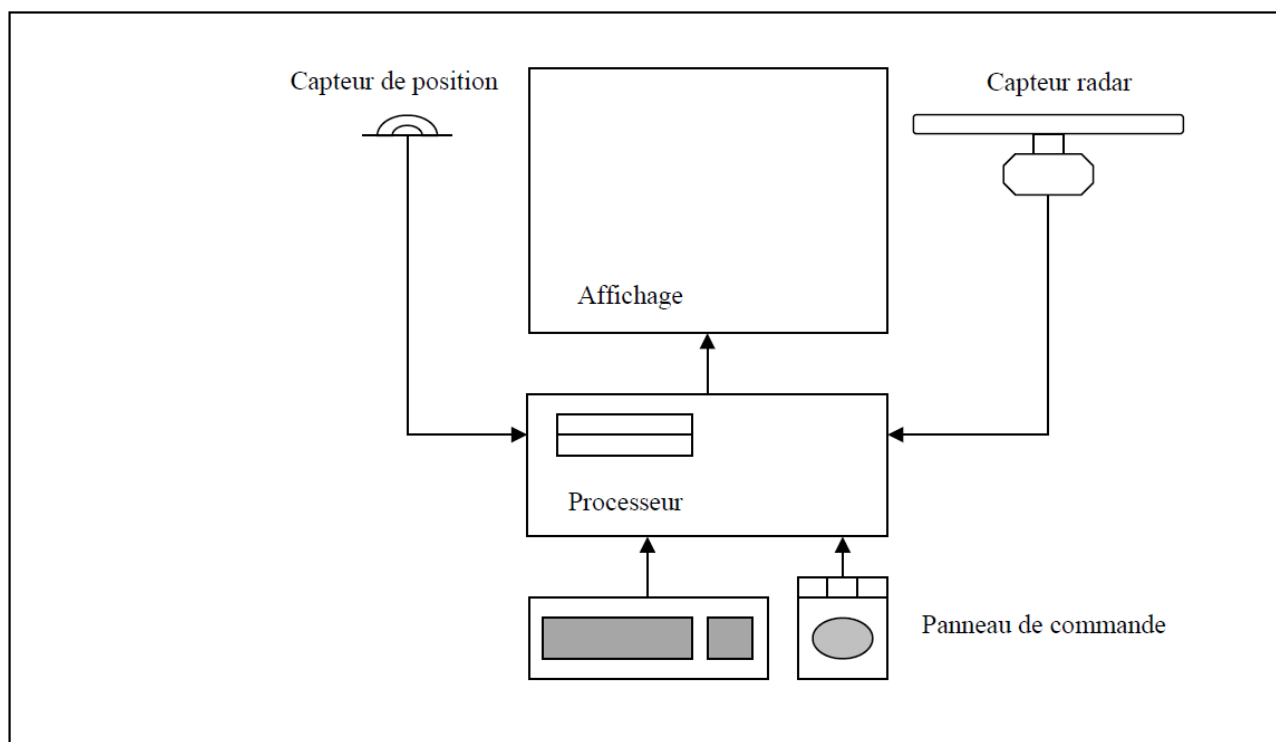 Capteur de position
Capteur radar
Affichage
Processeur
Panneau de commande